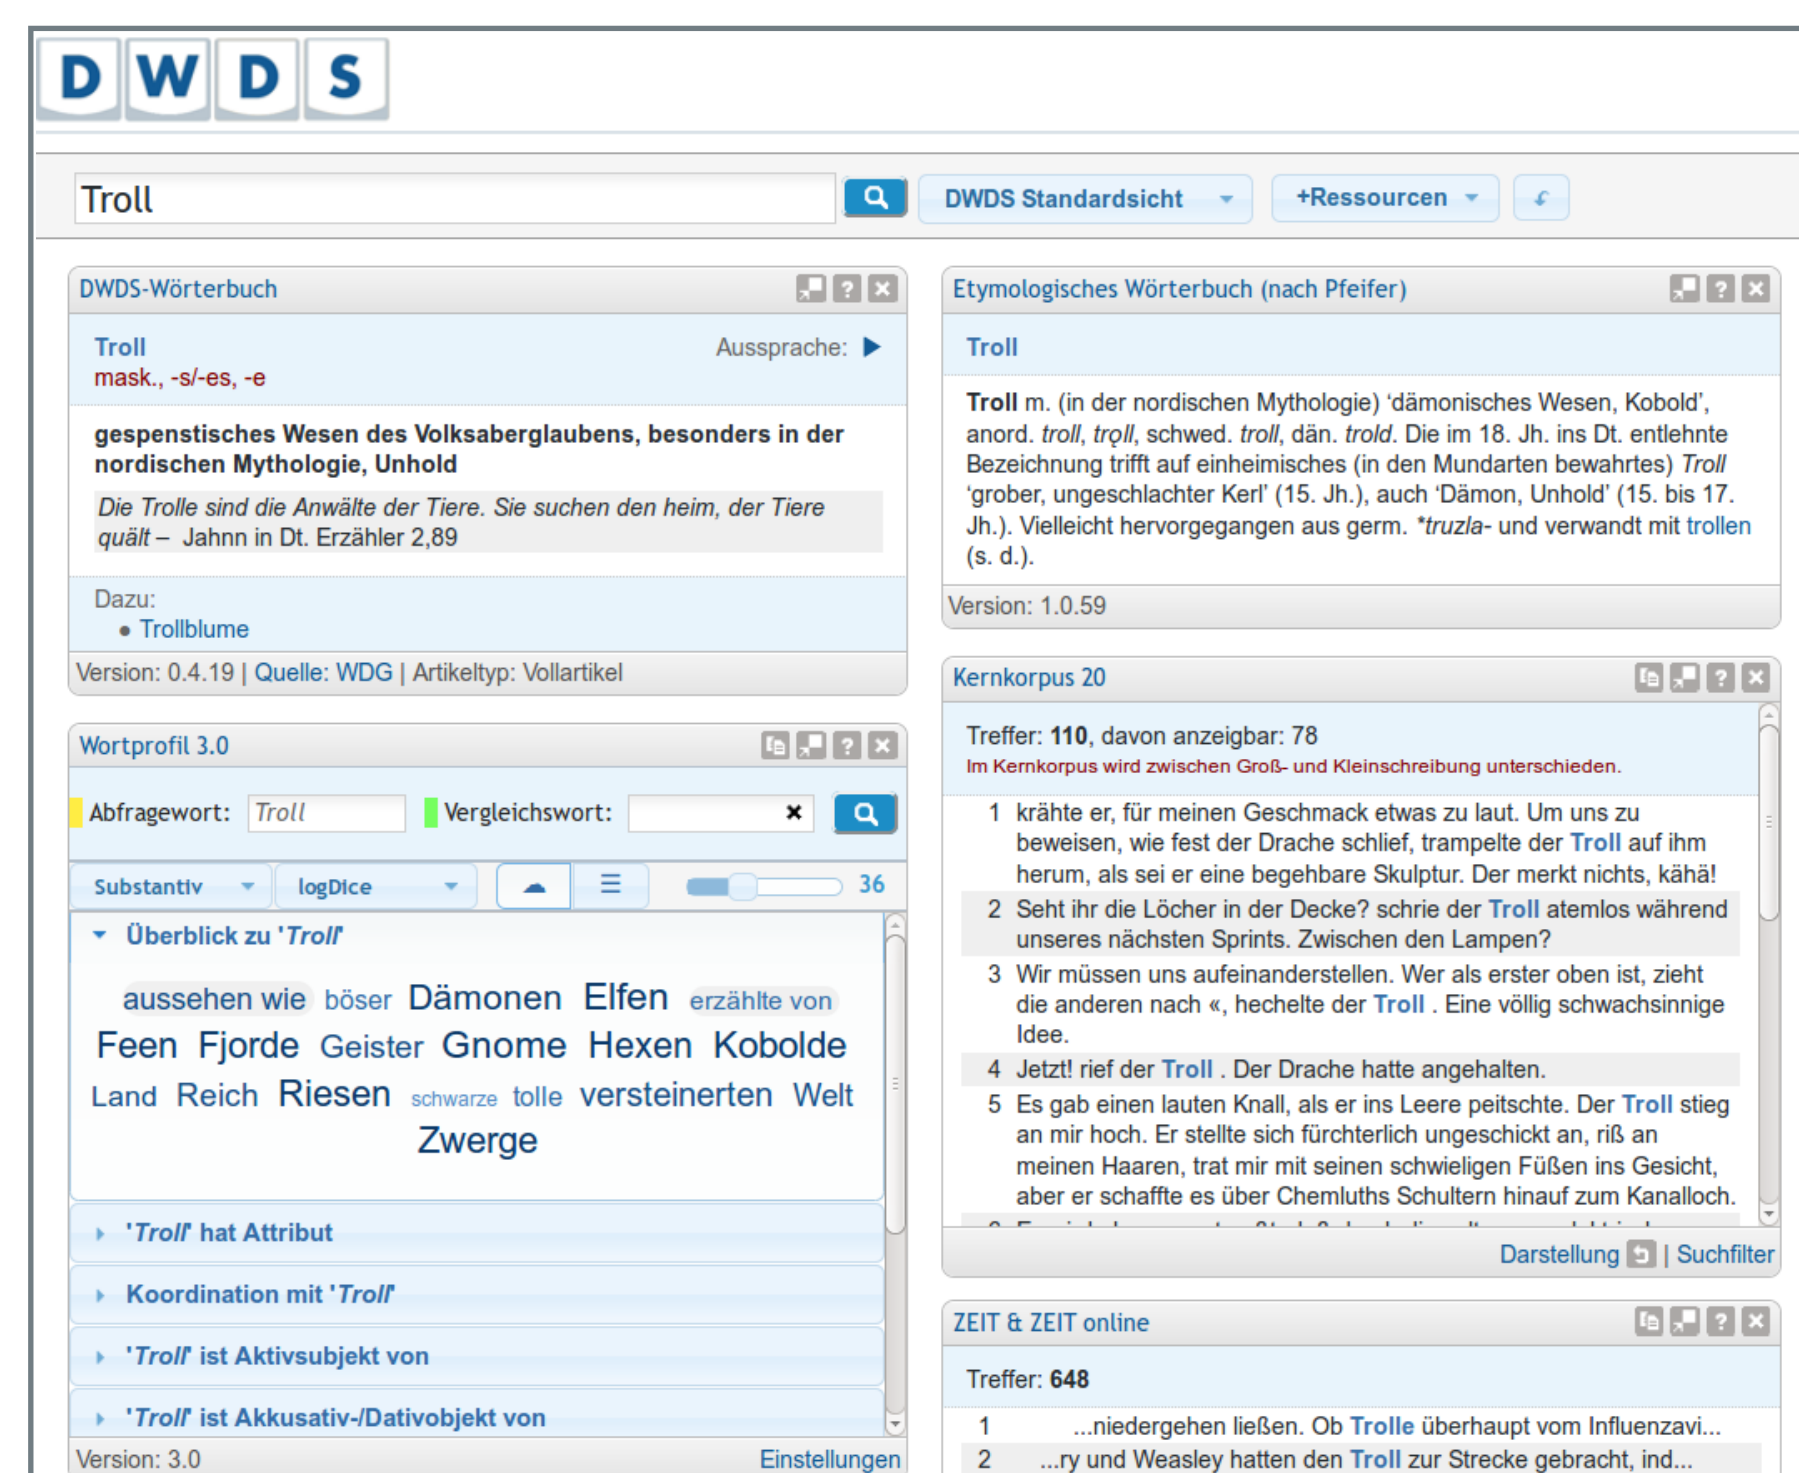 DWDS
Troll
DWDS Standardsicht
+Ressourcen
DWDS-Wörterbuch
Troll
Aussprache:
mask., -s/-es, -e
gespenstisches Wesen des Volksaberglaubens, besonders in der
nordischen Mythologie, Unhold
Die Trolle sind die Anwälte der Tiere. Sie suchen den heim, der Tiere
quält – Jahnn in Dt. Erzähler 2,89
Dazu:
• Trollblume
Version: 0.4.19 | Quelle: WDG | Artikeltyp: Vollartikel
Wortprofil 3.0
Abfragewort: Troll Vergleichswort:
Substantiv logDice 36
Überblick zu 'Troll'
aussehen wie böser Dämonen Elfen erzählte von
Feen Fjorde Geister Gnome Hexen Kobolde
Land Reich Riesen schwarze tolle versteinerten Welt
Zwerge
'Troll' hat Attribut
Koordination mit 'Troll'
'Troll' ist Aktivsubjekt von
'Troll' ist Akkusativ-/Dativobjekt von
Version: 3.0 Einstellungen
Etymologisches Wörterbuch (nach Pfeifer)
Troll
Troll m. (in der nordischen Mythologie) ‘dämonisches Wesen, Kobold’,
anord. troll, trǫll, schwed. troll, dän. trold. Die im 18. Jh. ins Dt. entlehnte
Bezeichnung trifft auf einheimisches (in den Mundarten bewahrtes) Troll
‘grober, ungeschlachter Kerl’ (15. Jh.), auch ‘Dämon, Unhold’ (15. bis 17.
Jh.). Vielleicht hervorgegangen aus germ. *truzla- und verwandt mit trollen
(s. d.).
Version: 1.0.59
Kernkorpus 20
Treffer: 110, davon anzeigbar: 78
Im Kernkorpus wird zwischen Groß- und Kleinschreibung unterschieden.
1 krähte er, für meinen Geschmack etwas zu laut. Um uns zu
beweisen, wie fest der Drache schlief, trampelte der Troll auf ihm
herum, als sei er eine begehbare Skulptur. Der merkt nichts, kähä!
2 Seht ihr die Löcher in der Decke? schrie der Troll atemlos während
unseres nächsten Sprints. Zwischen den Lampen?
3 Wir müssen uns aufeinanderstellen. Wer als erster oben ist, zieht
die anderen nach «, hechelte der Troll . Eine völlig schwachsinnige
Idee.
4 Jetzt! rief der Troll . Der Drache hatte angehalten.
5 Es gab einen lauten Knall, als er ins Leere peitschte. Der Troll stieg
an mir hoch. Er stellte sich fürchterlich ungeschickt an, riß an
meinen Haaren, trat mir mit seinen schwieligen Füßen ins Gesicht,
aber er schaffte es über Chemluths Schultern hinauf zum Kanalloch.
Darstellung | Suchfilter
ZEIT & ZEIT online
Treffer: 648
1 ...niedergehen ließen. Ob Trolle überhaupt vom Influenzavi...
2 ...ry und Weasley hatten den Troll zur Strecke gebracht, ind...